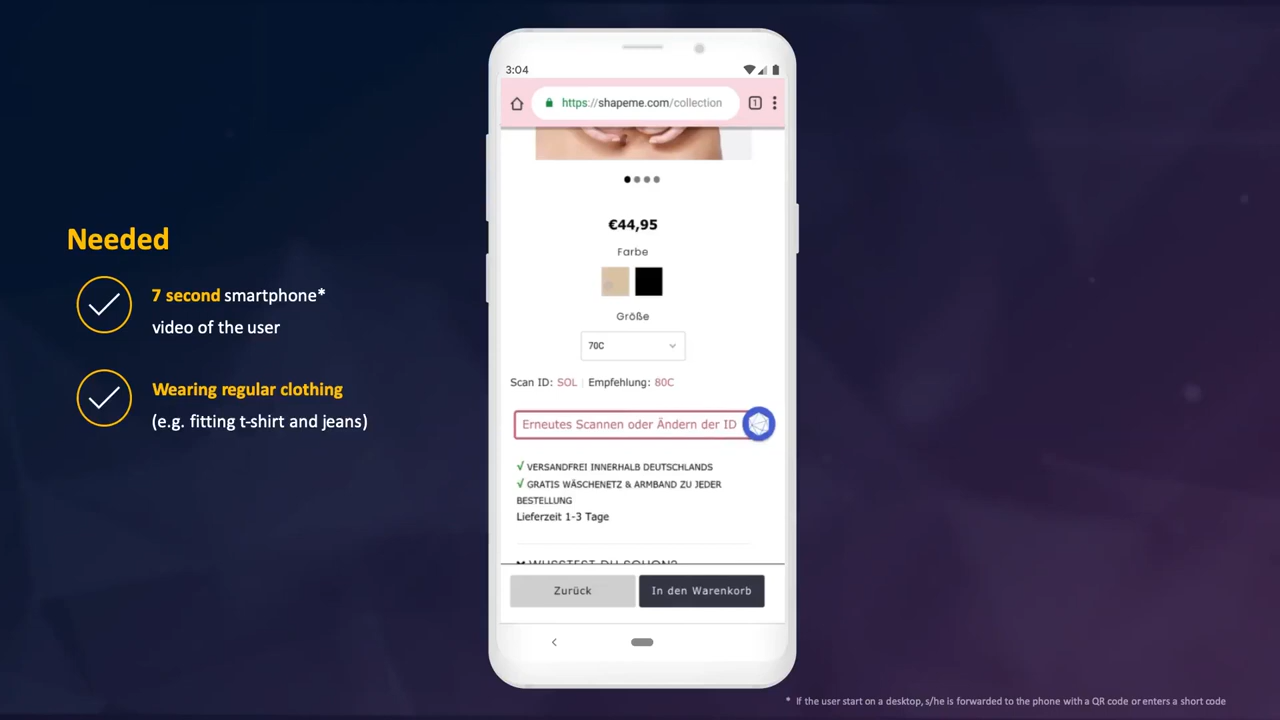 Needed
7 second smartphone*
video of the user
Wearing regular clothing
(e.g. fitting t-shirt and jeans)
3:04
https://shapeme.com/collection
1
€44,95
Farbe
Größe
70C
Scan ID: SOL | Empfehlung: 80C
Erneutes Scannen oder Ändern der ID
√ VERSANDFREI INNERHALB DEUTSCHLANDS
√ GRATIS WÄSCHENETZ & ARMBAND ZU JEDER
BESTELLUNG
Lieferzeit 1-3 Tage
WUSSTEST DU SCHON?
Zurück
In den Warenkorb
* If the user start on a desktop, s/he is forwarded to the phone with a QR code or enters a short code